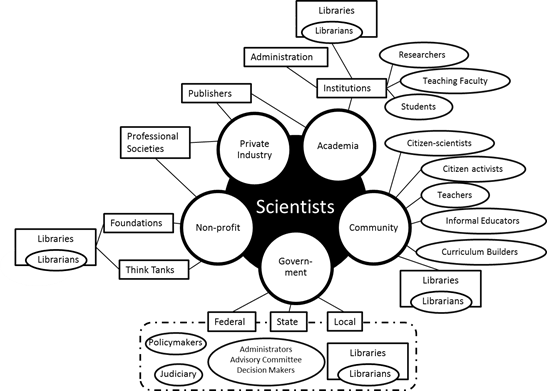 Libraries
Librarians
Administration
Researchers
Institutions
Teaching Faculty
Publishers
Students
Professional
Societies
Private
Industry
Academia
Citizen-scientists
Citizen activists
Scientists
Teachers
Foundations
Non-profit
Community
Informal Educators
Libraries
Librarians
Think Tanks
Govern-
ment
Curriculum Builders
Libraries
Librarians
Federal
State
Local
Policymakers
Administrators
Advisory Committee
Decision Makers
Libraries
Librarians
Judiciary